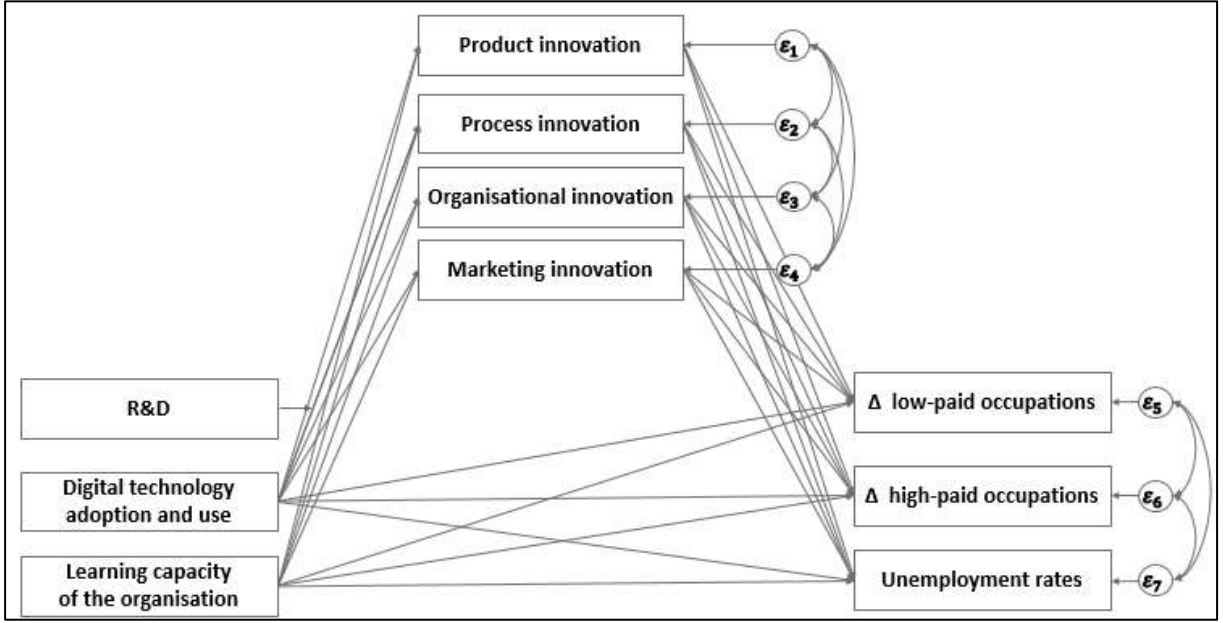 Product innovation
ε1
Process innovation
ε2
Organisational innovation
ε3
Marketing innovation
ε4
R&D
Δ low-paid occupations
ε5
Digital technology
adoption and use
Δ high-paid occupations
ε6
Learning capacity
of the organisation
Unemployment rates
ε7